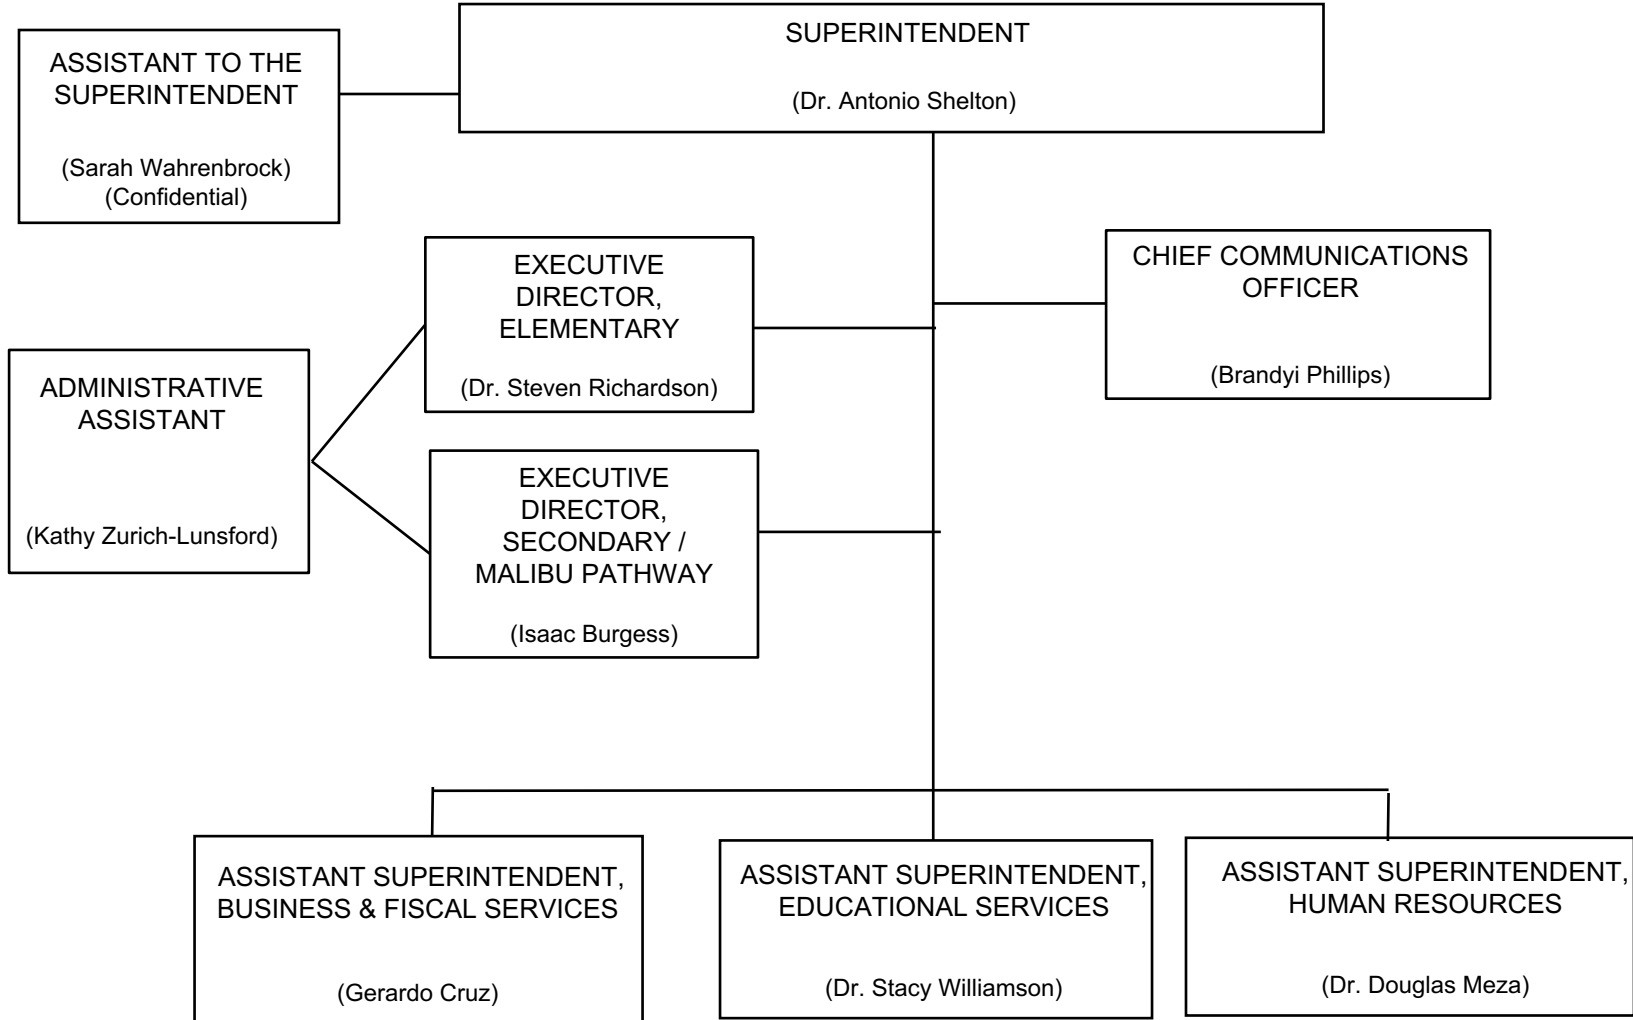 SUPERINTENDENT
(Dr. Antonio Shelton)
ASSISTANT TO THE
SUPERINTENDENT
(Sarah Wahrenbrock)
(Confidential)
EXECUTIVE
DIRECTOR,
ELEMENTARY
(Dr. Steven Richardson)
CHIEF COMMUNICATIONS
OFFICER
(Brandyi Phillips)
ADMINISTRATIVE
ASSISTANT
(Kathy Zurich-Lunsford)
EXECUTIVE
DIRECTOR,
SECONDARY /
MALIBU PATHWAY
(Isaac Burgess)
ASSISTANT SUPERINTENDENT,
BUSINESS & FISCAL SERVICES
(Gerardo Cruz)
ASSISTANT SUPERINTENDENT,
EDUCATIONAL SERVICES
(Dr. Stacy Williamson)
ASSISTANT SUPERINTENDENT,
HUMAN RESOURCES
(Dr. Douglas Meza)